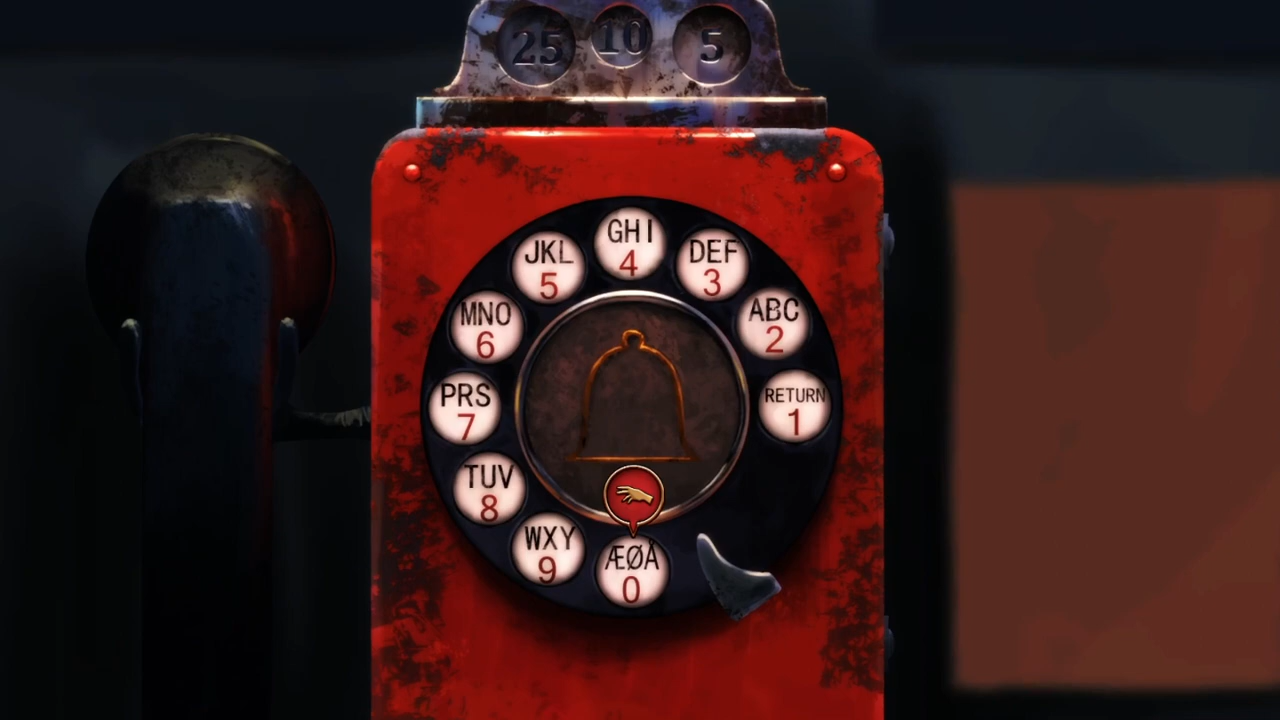 25 10 5
GHI
4
DEF
3
ABC
2
RETURN
1
JKL
5
MNO
6
PRS
7
TUV
8
WXY
9
ÆØÅ
0